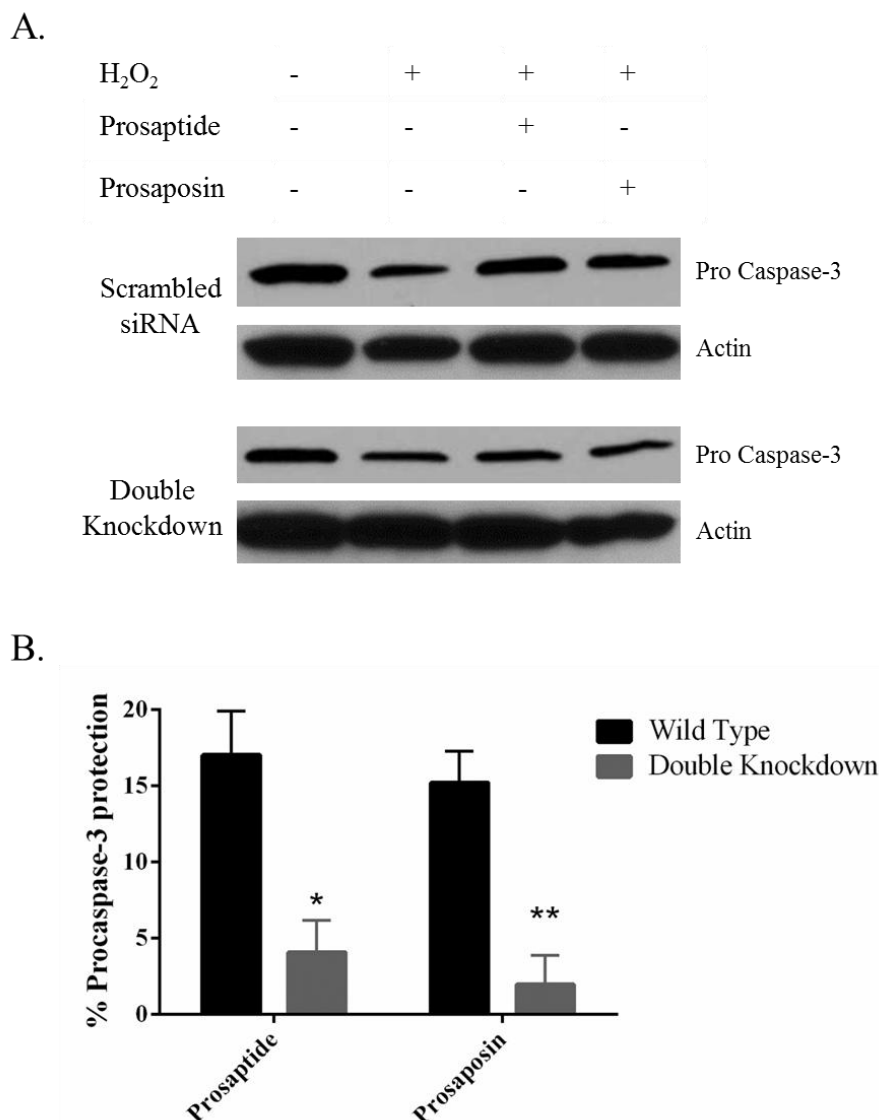 A.
H₂O₂ - + + +
Prosaptide - - + -
Prosaposin - - - +
Scrambled
siRNA
Pro Caspase-3
Actin
Double
Knockdown
Pro Caspase-3
Actin
B.
% Procaspase-3 protection
20
15
10
5
0
*
**
Wild Type
Double Knockdown
Prosaptide
Prosaposin